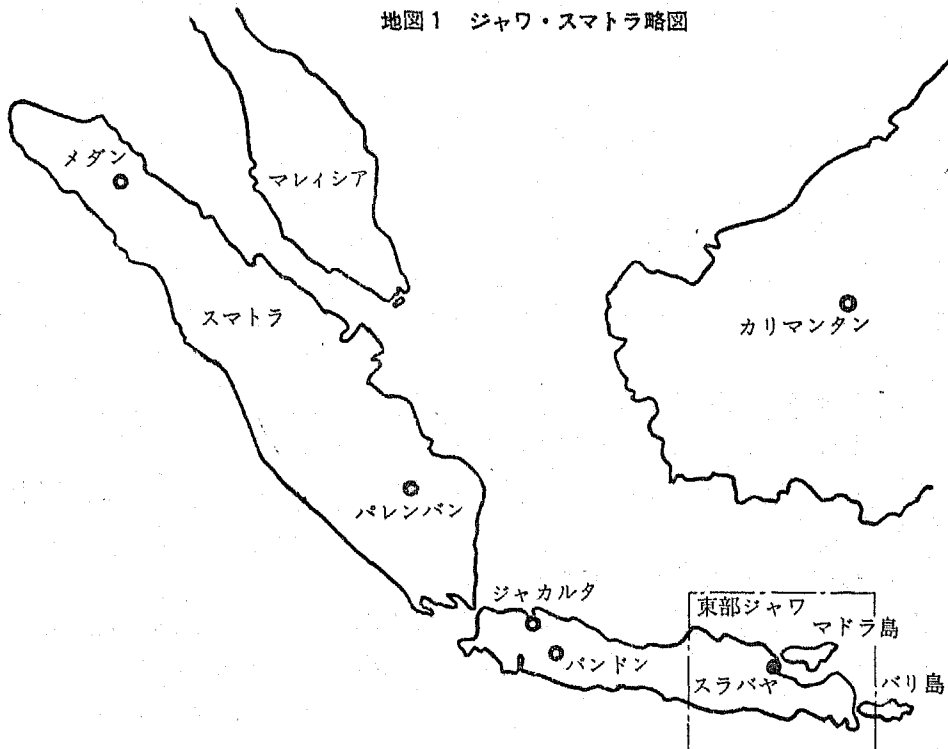 地図1 ジャワ・スマトラ略図
メダン
マレィシア
スマトラ
カリマンタン
パレンバン
ジャカルタ
東部ジャワ
マドラ島
バンドン
スラバヤ
バリ島